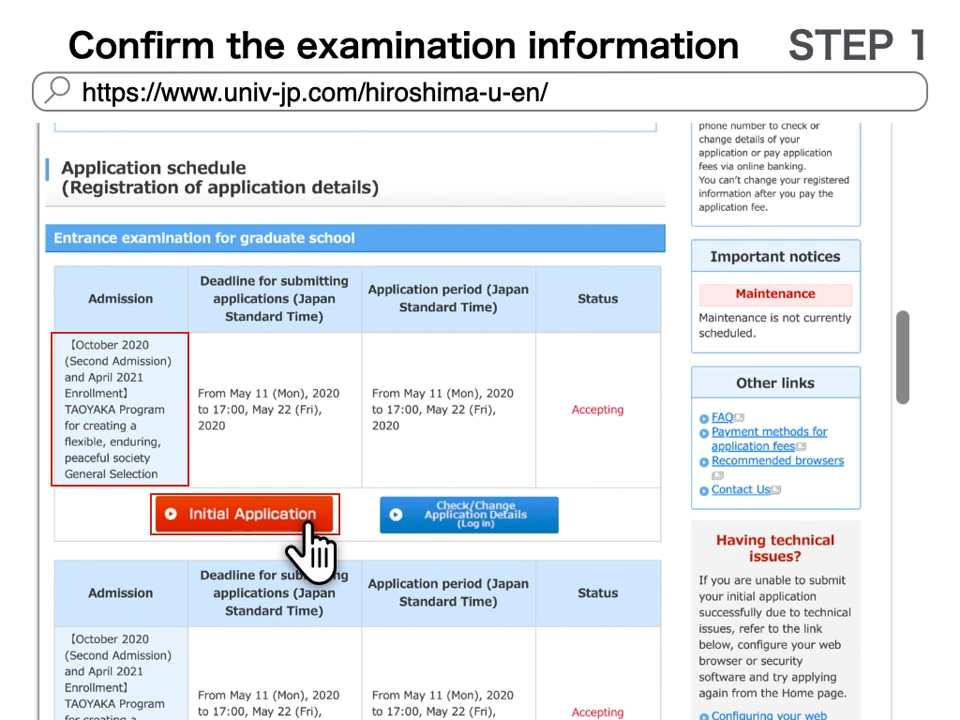 Confirm the examination information STEP 1
https://www.univ-jp.com/hiroshima-u-en/
Application schedule
(Registration of application details)
Entrance examination for graduate school
Admission
Deadline for submitting
applications (Japan
Standard Time)
Application period (Japan
Standard Time)
Status
【October 2020
(Second Admission)
and April 2021
Enrollment】
TAOYAKA Program
for creating a
flexible, enduring,
peaceful society
General Selection
From May 11 (Mon), 2020
to 17:00, May 22 (Fri),
2020
From May 11 (Mon), 2020
to 17:00, May 22 (Fri),
2020
Accepting
Initial Application
Check/Change
Application Details
(Log in)
Admission
Deadline for
applications (Japan
Standard Time)
Application period (Japan
Standard Time)
Status
【October 2020
(Second Admission)
and April 2021
Enrollment】
TAOYAKA Program
for creating a
From May 11 (Mon), 2020
to 17:00, May 22 (Fri),
From May 11 (Mon), 2020
to 17:00, May 22 (Fri),
Accepting
phone number to check or
change details of your
application or pay application
fees via online banking.
You can't change your registered
information after you pay the
application fee.
Important notices
Maintenance
Maintenance is not currently
scheduled.
Other links
FAQ
Payment methods for
application fees
Recommended browsers
Contact Us
Having technical
issues?
If you are unable to submit
your initial application
successfully due to technical
issues, refer to the link
below, configure your web
browser or security
software and try applying
again from the Home page.
Configuring your web